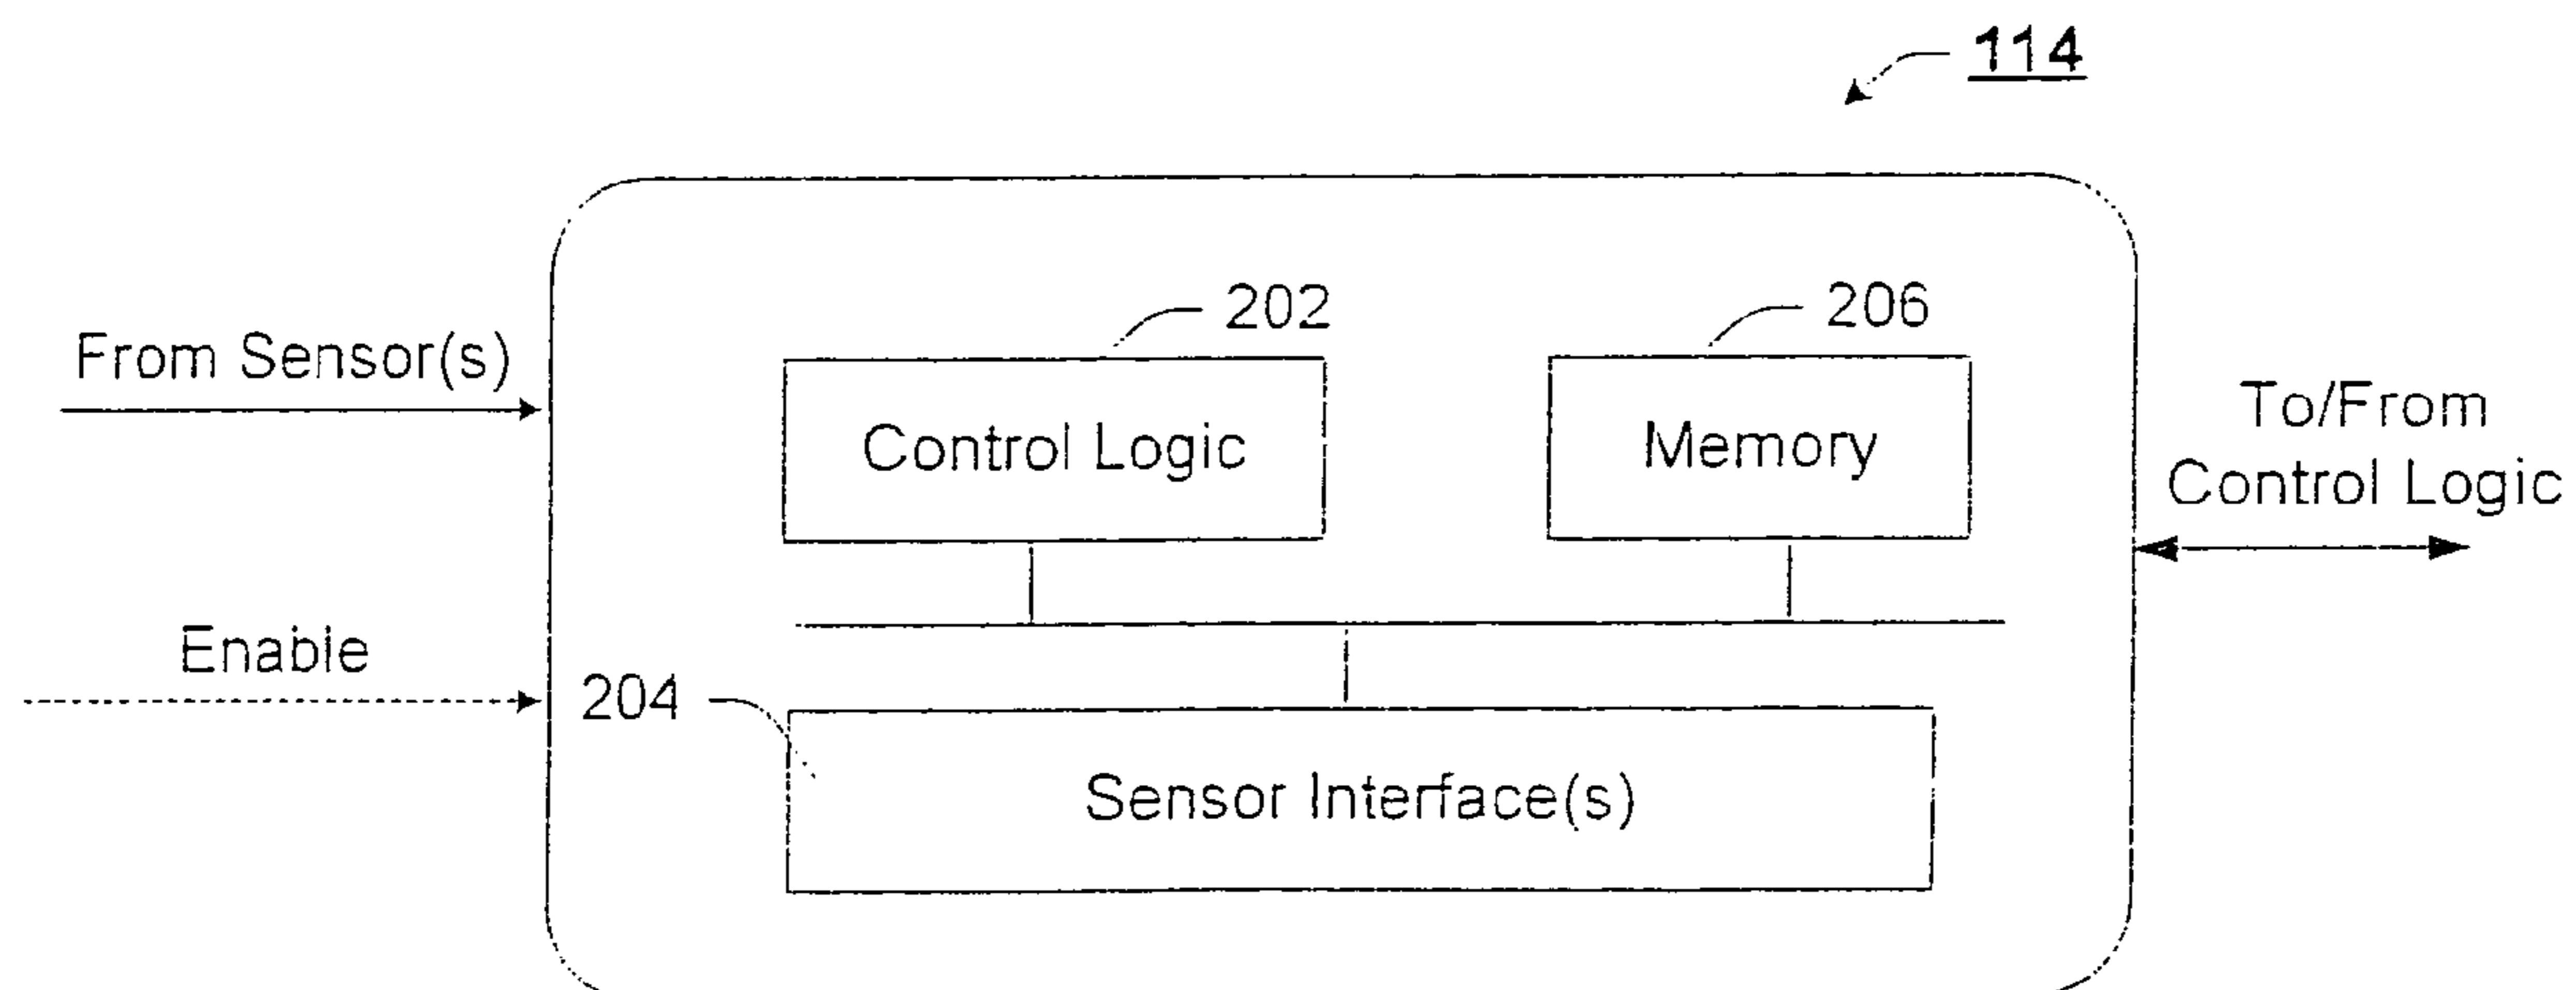 114
202
206
From Sensor(s)
To/From
Control Logic
Control Logic
Memory
Enable
204
Sensor Interface(s)